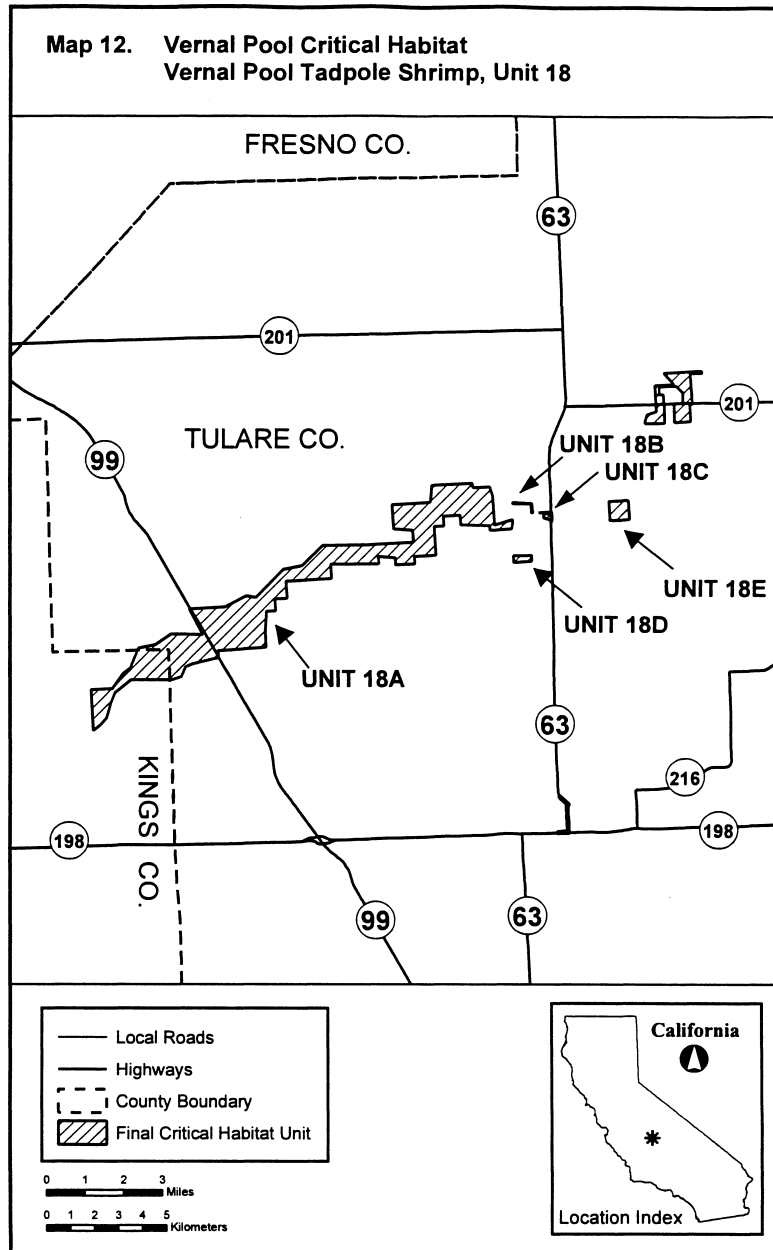 Map 12. Vernal Pool Critical Habitat
Vernal Pool Tadpole Shrimp, Unit 18
FRESNO CO.
63
201
201
TULARE CO.
99
UNIT 18B
UNIT 18C
UNIT 18E
UNIT 18D
UNIT 18A
63
216
KINGS CO.
198
198
99
63
Local Roads
Highways
County Boundary
Final Critical Habitat Unit
0 1 2 3
Miles
0 1 2 3 4 5
Kilometers
California
Location Index